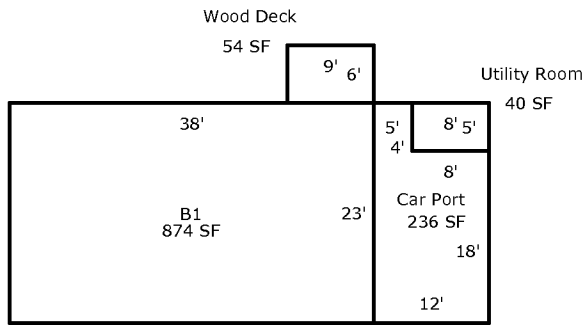 Wood Deck
54 SF
9' 6'
Utility Room
40 SF
38'
5'
8' 5'
4'
8'
Car Port
236 SF
B1
874 SF
23'
18'
12'